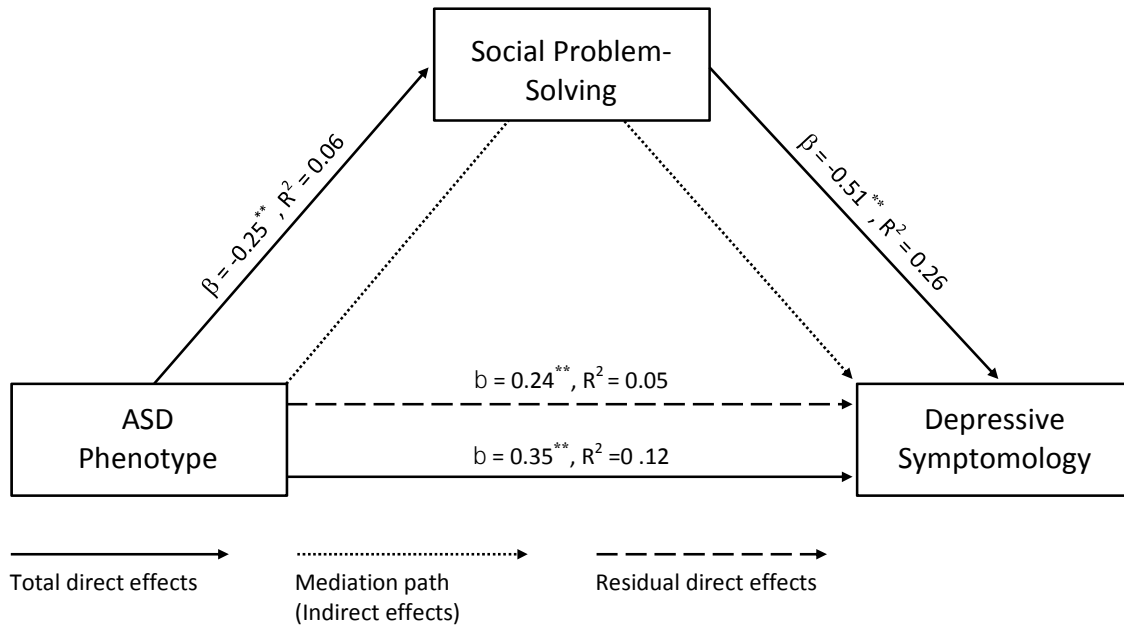 Social Problem-
Solving
β = -0.25**, R² = 0.06
β = -0.51**, R² = 0.26
b = 0.24**, R² = 0.05
ASD
Phenotype
b = 0.35**, R² =0 .12
Depressive
Symptomology
Total direct effects
Mediation path
(Indirect effects)
Residual direct effects